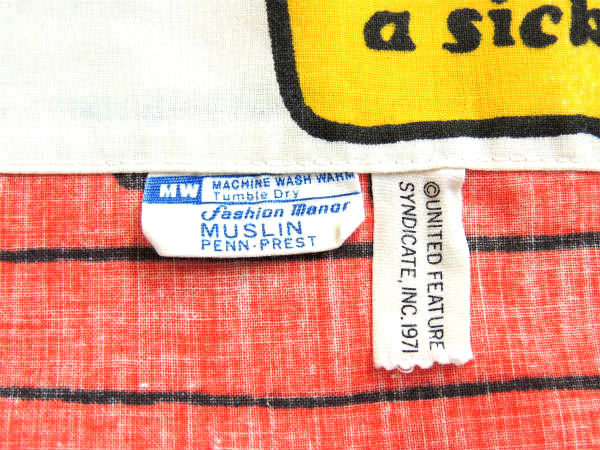 a sick
MW MACHINE WASH WARM
Tumble Dry
Fashion Manor
MUSLIN
PENN-PREST
©UNITED FEATURE
SYNDICATE, INC. 1971